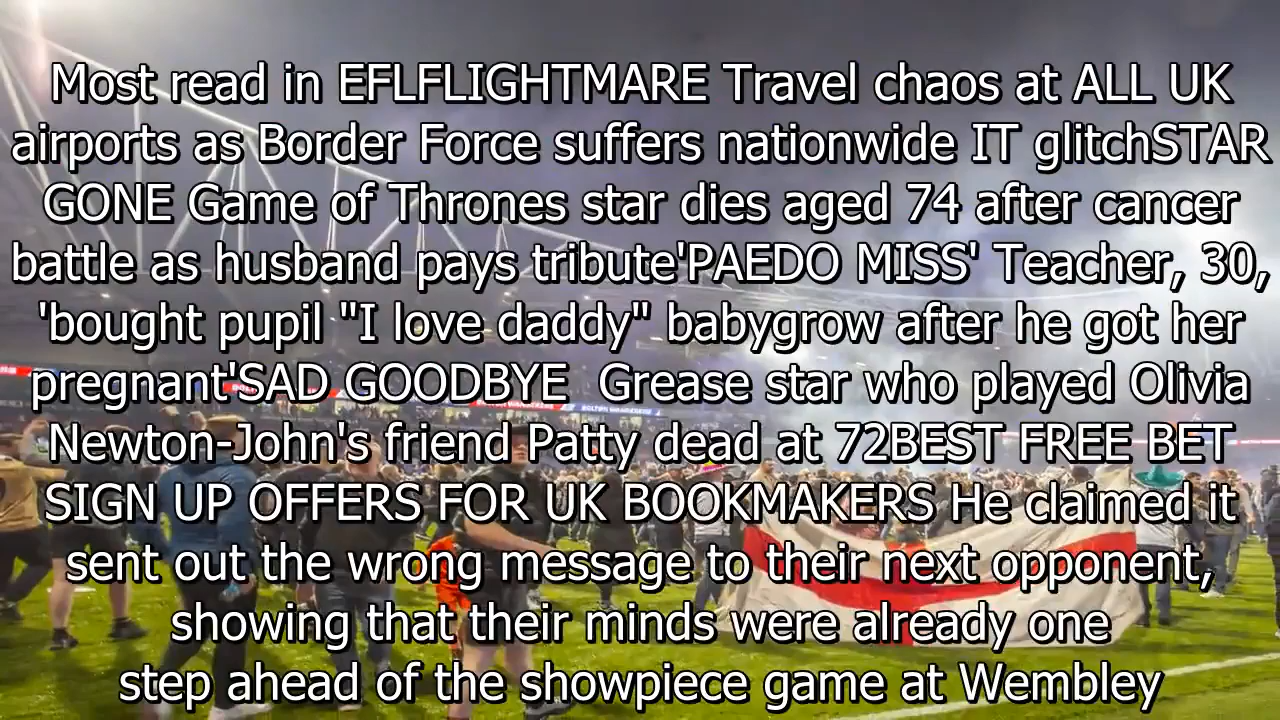 Most read in EFLFLIGHTMARE Travel chaos at ALL UK
airports as Border Force suffers nationwide IT glitchSTAR
GONE Game of Thrones star dies aged 74 after cancer
battle as husband pays tribute'PAEDO MISS' Teacher, 30,
'bought pupil "I love daddy" babygrow after he got her
pregnant'SAD GOODBYE  Grease star who played Olivia
Newton-John's friend Patty dead at 72BEST FREE BET
SIGN UP OFFERS FOR UK BOOKMAKERS He claimed it
sent out the wrong message to their next opponent,
showing that their minds were already one
step ahead of the showpiece game at Wembley